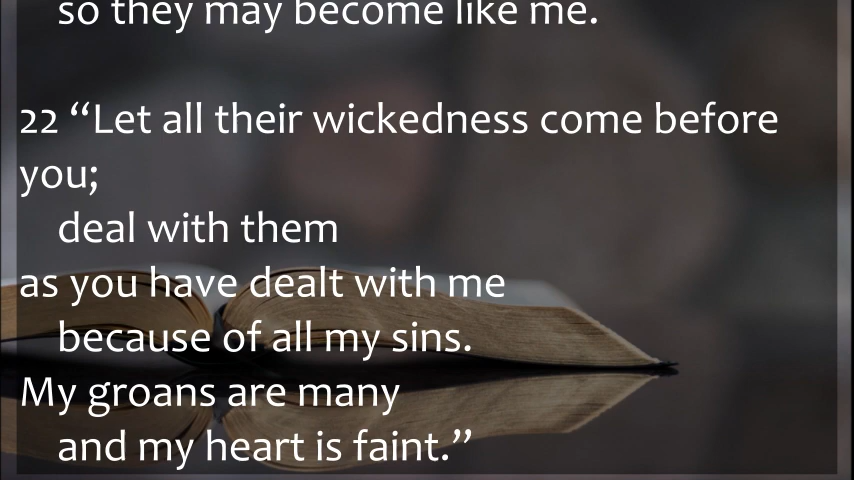 so they may become like me.
22 “Let all their wickedness come before
you;
deal with them
as you have dealt with me
because of all my sins.
My groans are many
and my heart is faint.”